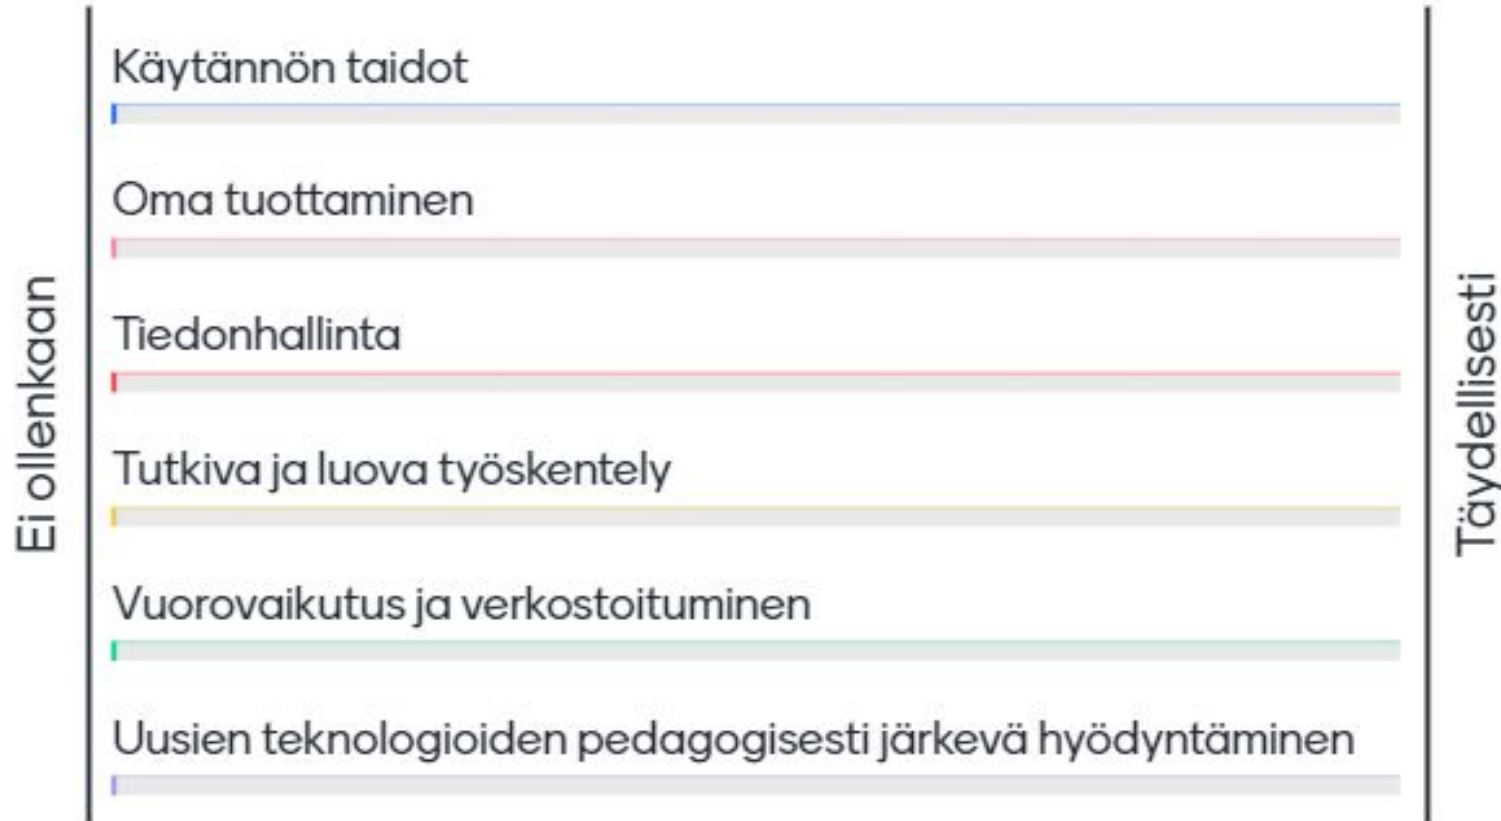 Ei ollenkaan
Käytännön taidot
Oma tuottaminen
Tiedonhallinta
Tutkiva ja luova työskentely
Vuorovaikutus ja verkostoituminen
Uusien teknologioiden pedagogisesti järkevä hyödyntäminen
Täydellisesti